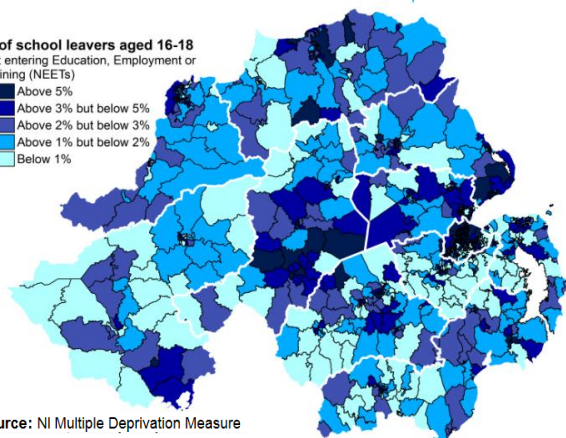 of school leavers aged 16-18
t entering Education, Employment or
ining (NEETs)
Above 5%
Above 3% but below 5%
Above 2% but below 3%
Above 1% but below 2%
Below 1%
urce: NI Multiple Deprivation Measure